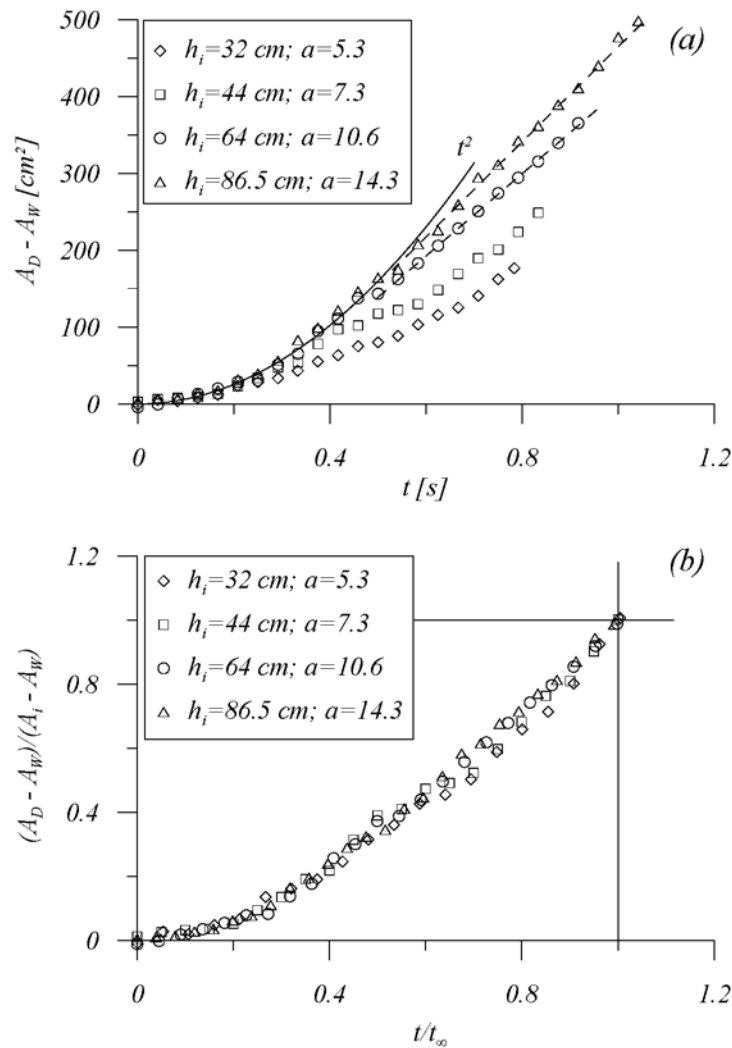 500
400
300
200
100
0
A_D – A_W [cm²]
(a)
h_i=32 cm; a=5.3
h_i=44 cm; a=7.3
h_i=64 cm; a=10.6
h_i=86.5 cm; a=14.3
t²
0 0.4 0.8 1.2
t [s]
1.2
0.8
0.4
0
(A_D – A_W)/(A_i – A_W)
(b)
h_i=32 cm; a=5.3
h_i=44 cm; a=7.3
h_i=64 cm; a=10.6
h_i=86.5 cm; a=14.3
0 0.4 0.8 1.2
t/t_∞